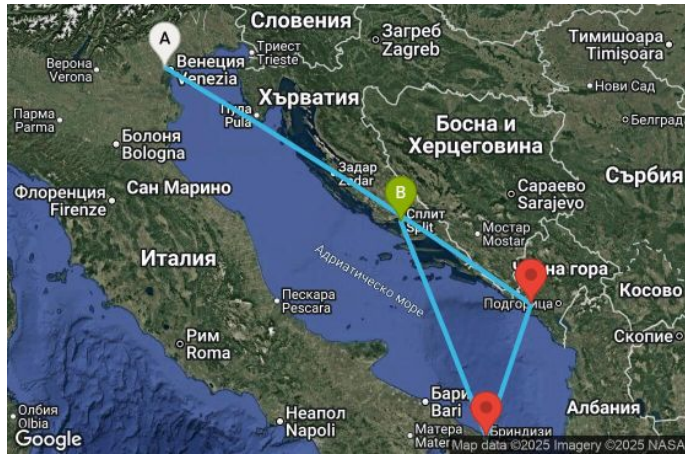 Словения
Загреб
Zagreb
Тимишоара
Timișoara
A
Верона
Verona
Венеция
Venezia
Триест
Trieste
Нови Сад
Хърватия
Пула
Pula
Парма
Parma
Болоня
Bologna
Босна и
Херцеговина
Белград
Сърбия
Задар
Zadar
Флоренция
Firenze
Сан Марино
B
Сплит
Split
Сараево
Sarajevo
Мостар
Mostar
Италия
Адриатическо море
Пескара
Pescara
на гора
Подгорица
Косово
Рим
Roma
Скопие
Бари
Bari
Олбия
Olbia
Неапол
Napoli
Матера
Mater
Бриндизи
Албания
Google
Map data ©2025 Imagery ©2025 NASA